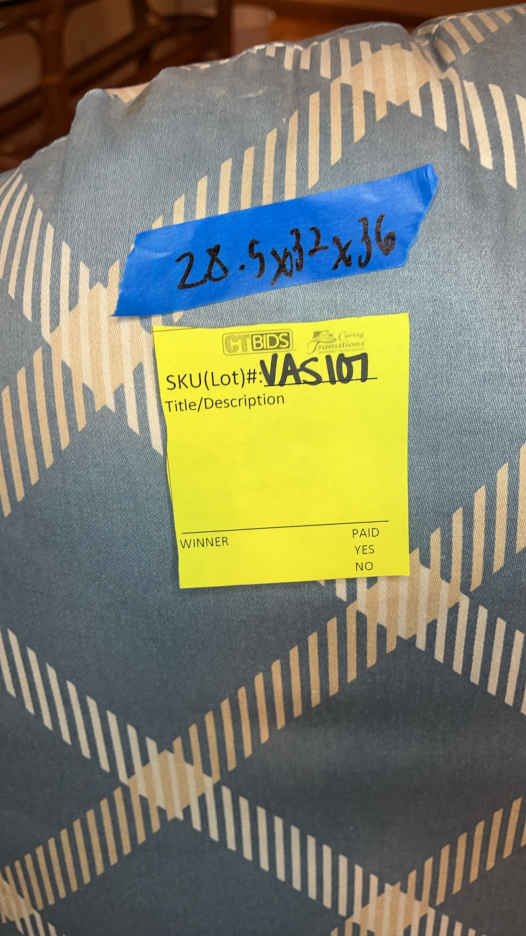 28.5x32x36
CTBIDS Caring Transitions
SKU(Lot)#:VAS107
Title/Description
WINNER PAID
YES
NO